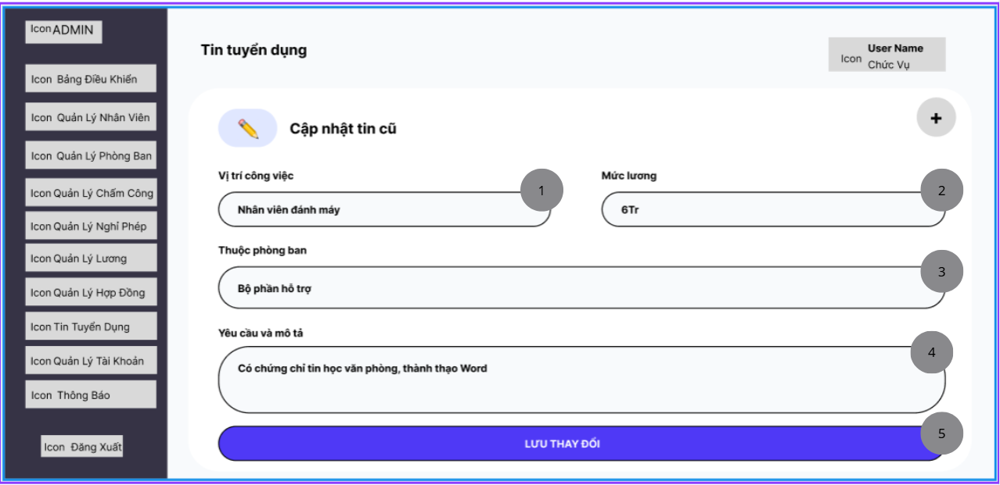 Icon ADMIN
Icon Bảng Điều Khiển
Icon Quản Lý Nhân Viên
Icon Quản Lý Phòng Ban
Icon Quản Lý Chấm Công
Icon Quản Lý Nghỉ Phép
Icon Quản Lý Lương
Icon Quản Lý Hợp Đồng
Icon Tin Tuyển Dụng
Icon Quản Lý Tài Khoản
Icon Thông Báo
Icon Đăng Xuất
Tin tuyển dụng
User Name
Icon Chức Vụ
Cập nhật tin cũ
+
Vị trí công việc
1
Nhân viên đánh máy
Mức lương
2
6Tr
Thuộc phòng ban
3
Bộ phần hỗ trợ
Yêu cầu và mô tả
4
Có chứng chỉ tin học văn phòng, thành thạo Word
LƯU THAY ĐỔI
5